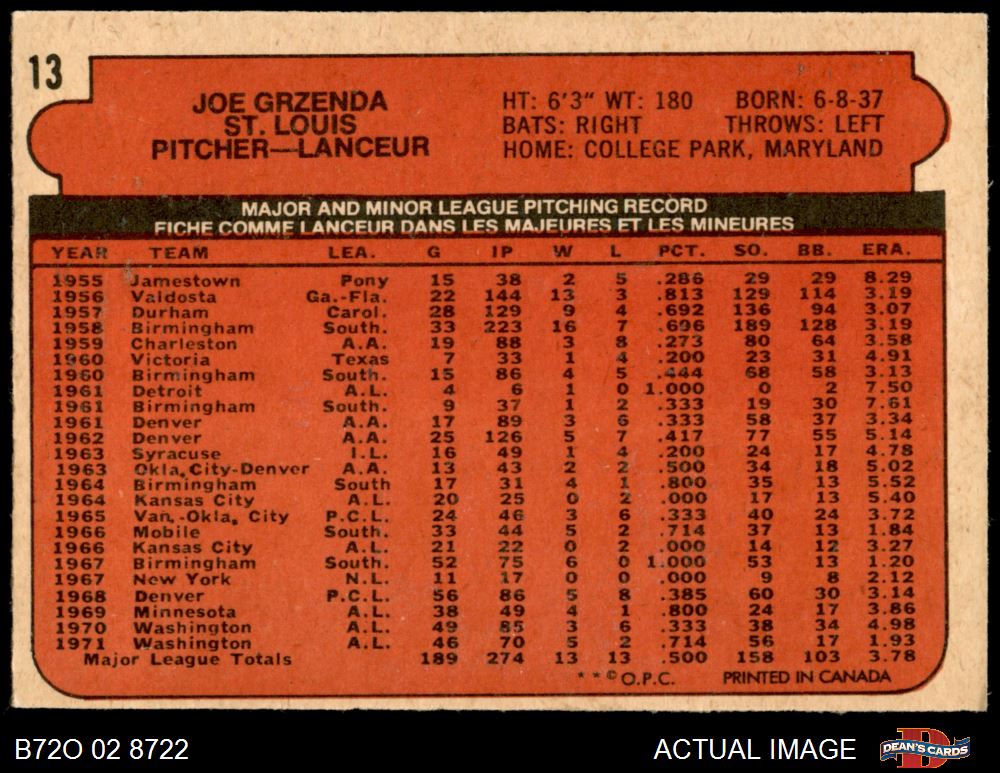 13
JOE GRZENDA
ST. LOUIS
PITCHER—LANCEUR
HT: 6'3" WT: 180 BORN: 6-8-37
BATS: RIGHT THROWS: LEFT
HOME: COLLEGE PARK, MARYLAND
MAJOR AND MINOR LEAGUE PITCHING RECORD
FICHE COMME LANCEUR DANS LES MAJEURES ET LES MINEURES
YEAR TEAM LEA. G IP W L PCT. SO. BB. ERA.
1955 Jamestown Pony 15 38 2 5 .286 29 29 8.29
1956 Valdosta Ga.-Fla. 22 144 13 3 .813 129 114 3.19
1957 Durham Carol. 28 129 9 4 .692 136 94 3.07
1958 Birmingham South. 33 223 16 7 .696 189 128 3.19
1959 Charleston A.A. 19 88 3 8 .273 80 64 3.58
1960 Victoria Texas 7 33 1 4 .200 23 31 4.91
1960 Birmingham South. 15 86 4 5 .444 68 58 3.13
1961 Detroit A.L. 4 6 1 0 1.000 0 2 7.50
1961 Birmingham South. 9 37 1 2 .333 19 30 7.61
1961 Denver A.A. 17 89 3 6 .333 58 37 3.34
1962 Denver A.A. 25 126 5 7 .417 77 55 5.14
1963 Syracuse I.L. 16 49 1 4 .200 24 17 4.78
1963 Okla. City-Denver A.A. 13 43 2 2 .500 34 18 5.02
1964 Birmingham South 17 31 4 1 .800 35 13 5.52
1964 Kansas City A.L. 20 25 0 2 .000 17 13 5.40
1965 Van.-Okla. City P.C.L. 24 46 3 6 .333 40 24 3.72
1966 Mobile South. 33 44 5 2 .714 37 13 1.84
1966 Kansas City A.L. 21 22 0 2 .000 14 12 3.27
1967 Birmingham South. 52 75 6 0 1.000 53 13 1.20
1967 New York N.L. 11 17 0 0 .000 9 8 2.12
1968 Denver P.C.L. 56 86 5 8 .385 60 30 3.14
1969 Minnesota A.L. 38 49 4 1 .800 24 17 3.86
1970 Washington A.L. 49 85 3 6 .333 38 34 4.98
1971 Washington A.L. 46 70 5 2 .714 56 17 1.93
Major League Totals 189 274 13 13 .500 158 103 3.78
**©O.P.C. PRINTED IN CANADA
B72O 02 8722 ACTUAL IMAGE DEAN'S CARDS